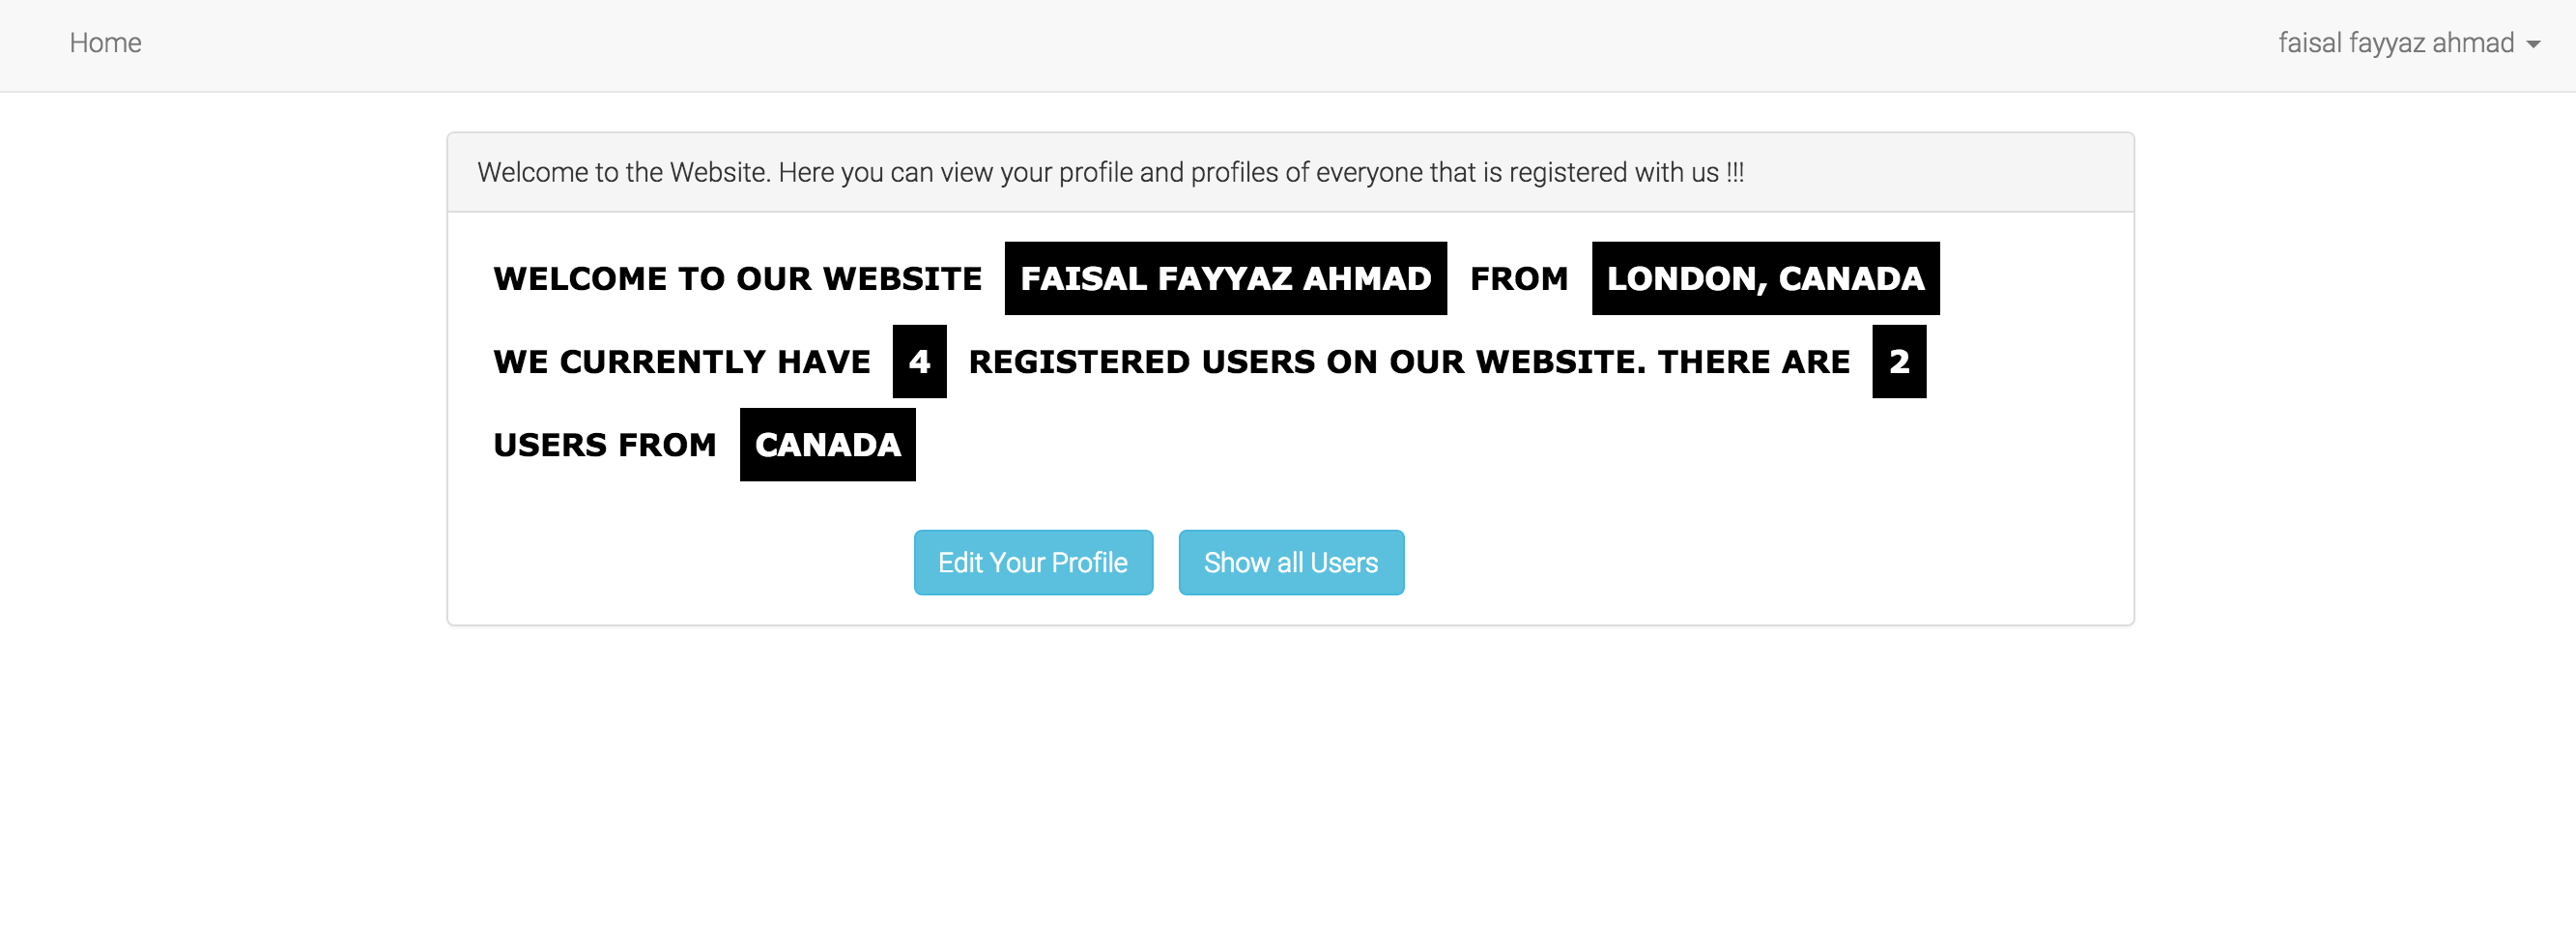 Home
faisal fayyaz ahmad
Welcome to the Website. Here you can view your profile and profiles of everyone that is registered with us !!!
WELCOME TO OUR WEBSITE FAISAL FAYYAZ AHMAD FROM LONDON, CANADA
WE CURRENTLY HAVE 4 REGISTERED USERS ON OUR WEBSITE. THERE ARE 2
USERS FROM CANADA
Edit Your Profile
Show all Users